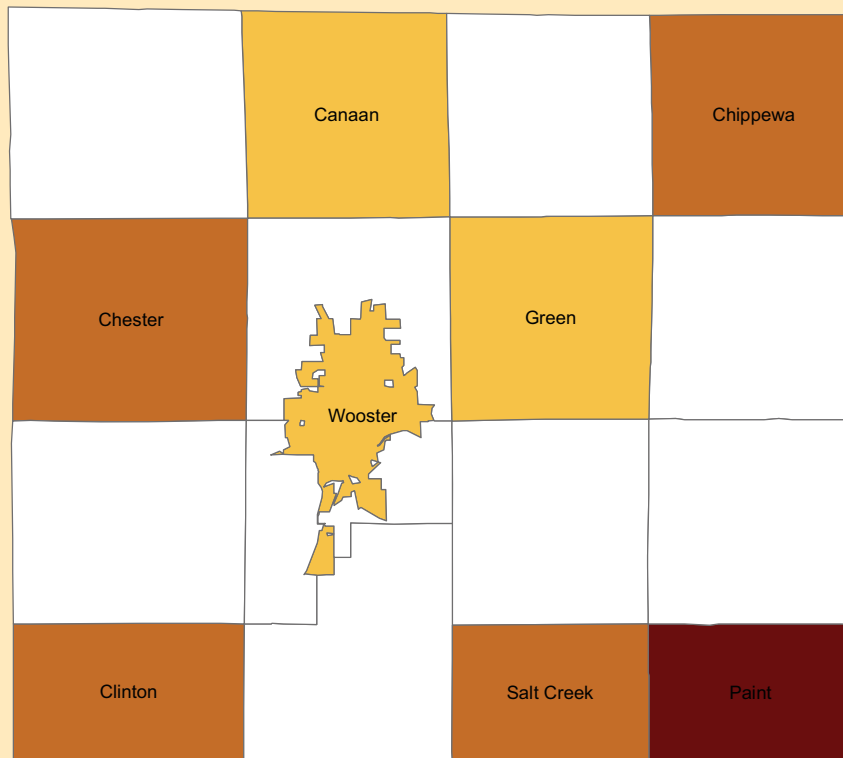 Canaan
Chippewa
Chester
Green
Wooster
Clinton
Salt Creek
Paint